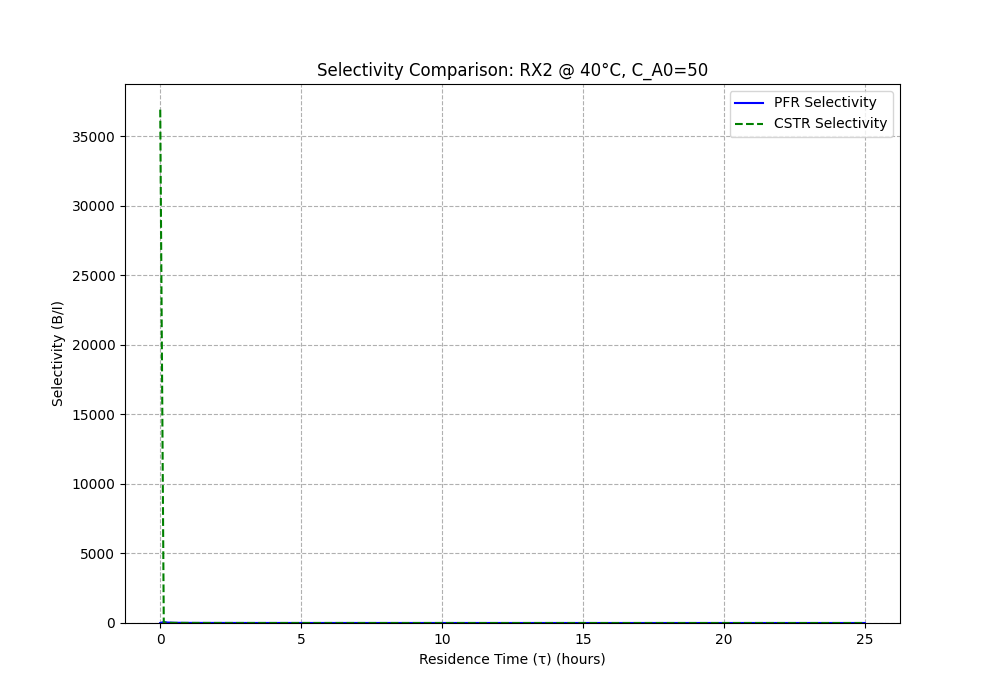 Selectivity Comparison: RX2 @ 40°C, C_A0=50
PFR Selectivity
CSTR Selectivity
Selectivity (B/I)
35000
30000
25000
20000
15000
10000
5000
0
0 5 10 15 20 25
Residence Time (τ) (hours)